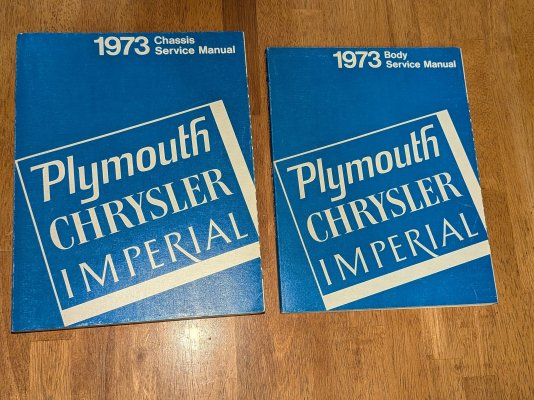 1973 Chassis
Service Manual
Plymouth
CHRYSLER
IMPERIAL
1973 Body
Service Manual
Plymouth
CHRYSLER
IMPERIAL